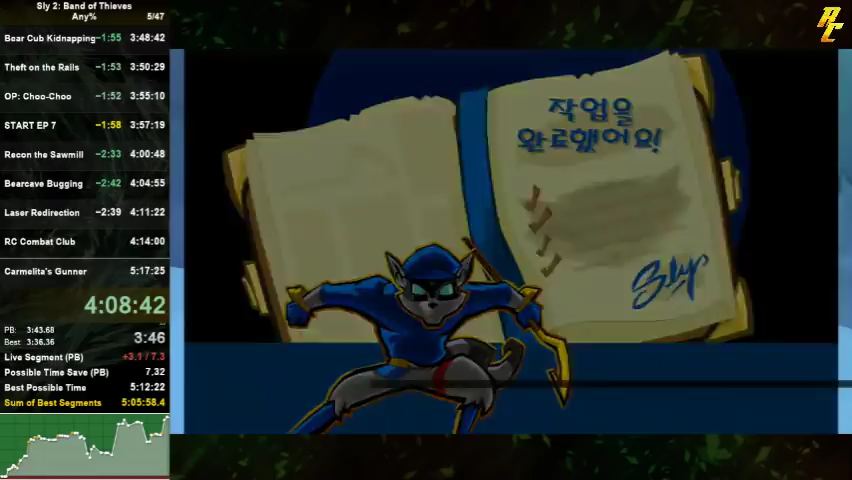 Sly 2: Band of Thieves
Any% 5/47
Bear Cub Kidnapping -1:55 3:48:42
Theft on the Rails -1:53 3:50:29
OP: Choo-Choo -1:52 3:55:10
START EP 7 -1:58 3:57:19
Recon the Sawmill -2:33 4:00:48
Bearcave Bugging -2:42 4:04:55
Laser Redirection -2:39 4:11:22
RC Combat Club 4:14:00
Carmelita's Gunner 5:17:25
4:08:42
PB: 3:43.68
Best: 3:36.36
3:46
Live Segment (PB) +3.1 / 7.3
Possible Time Save (PB) 7.32
Best Possible Time 5:12:22
Sum of Best Segments 5:05:58.4
작업을
완료했어요!
Sly